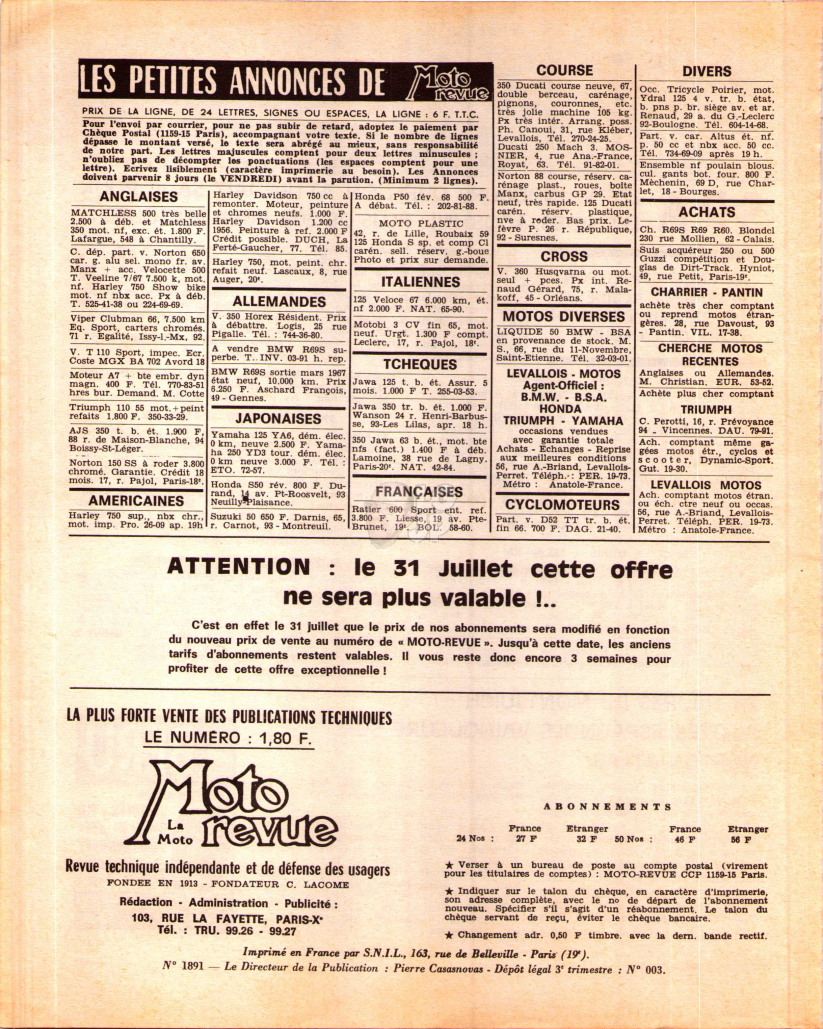 LES PETITES ANNONCES DE Moto revue
PRIX DE LA LIGNE, DE 24 LETTRES, SIGNES OU ESPACES, LA LIGNE : 6 F. T.T.C.
Pour l'envoi par courrier, pour ne pas subir de retard, adoptez le paiement par
Chèque Postal (1159-15 Paris), accompagnant votre texte. Si le nombre de lignes
dépasse le montant versé, le texte sera abrégé au mieux, sans responsabilité
de notre part. Les lettres majuscules comptent pour deux lettres minuscules ;
n'oubliez pas de décompter les ponctuations (les espaces comptent pour une
lettre). Ecrivez lisiblement (caractère imprimerie au besoin). Les Annonces
doivent parvenir 8 jours (le VENDREDI) avant la parution. (Minimum 2 lignes).
ANGLAISES
MATCHLESS 500 très belle
2.500 à déb. et Matchless
350 mot. nf, exc. ét. 1.800 F.
Lafargue, 548 à Chantilly.
C. dép. part. v. Norton 650
car. g. alu sel. mono fr. av.
Manx + acc. Velocette 500
T. Veeline 7/67 7.500 k, mot.
nf. Harley 750 Show bike
mot. nf nbx acc. Px à déb.
T. 525-41-38 ou 224-69-69.
Viper Clubman 66, 7.500 km
Eq. Sport, carters chromés.
71 r. Egalité, Issy-l.-Mx, 92.
V. T 110 Sport, impec. Ecr.
Coste MGX BA 702 Avord 18
Moteur A7 + bte embr. dyn
magn. 400 F. Tél. 770-83-51
hres bur. Demand. M. Cotte
Triumph 110 55 mot.+peint
refaits 1.800 F. 350-33-29.
AJS 350 t. b. ét. 1.900 F,
88 r. de Maison-Blanche, 94
Boissy-St-Léger.
Norton 150 SS à roder 3.800
chromé. Garantie. Crédit 18
mois. 17, r. Pajol, Paris-18e.
AMERICAINES
Harley 750 sup., nbx chr.,
mot. imp. Pro. 26-09 ap. 19h
Harley Davidson 750 cc à
remonter. Moteur, peinture
et chromes neufs. 1.000 F.
Harley Davidson 1.200 cc
1956. Peinture à ref. 2.000 F
Crédit possible. DUCH, La
Ferté-Gaucher, 77. Tél. 85.
Harley 750, mot. peint. chr.
refait neuf. Lascaux, 8, rue
Auger, 20e.
ALLEMANDES
V. 350 Horex Résident. Prix
à débattre. Logis, 25 rue
Pigalle. Tél. : 744-36-80.
A vendre BMW R69S su-
perbe. T.. INV. 03-91 h. rep.
BMW R69S sortie mars 1967
état neuf, 10.000 km. Prix
6.250 F. Aschard François,
49 - Gennes.
JAPONAISES
Yamaha 125 YA6, dém. élec.
0 km, neuve 2.500 F. Yama-
ha 250 YD3 tour. dém. élec.
0 km neuve 3.000 F. Tél. :
ETO. 72-57.
Honda S50 rév. 800 F. Du-
rand, av. Pt-Roosvelt, 93
Neuilly-Plaisance.
Suzuki 50 650 F. Darnis, 65,
r. Carnot, 93 - Montreuil.
Honda P50 fév. 68 500 F.
A débat. Tél. : 202-81-88.
MOTO PLASTIC
42, r. de Lille, Roubaix 59
125 Honda S sp. et comp Cl
carén. sell. réserv. g.-boue
Photo et prix sur demande.
ITALIENNES
125 Veloce 67 6.000 km, ét.
nf 2.000 F. NAT. 65-90.
Motobi 3 CV fin 65, mot.
neuf. Urgt. 1.300 F compt.
Leclerc, 17, r. Pajol, 18e.
TCHEQUES
Jawa 125 t. b. ét. Assur. 5
mois. 1.000 F T. 255-03-53.
Jawa 350 tr. b. ét. 1.000 F.
Wanson 24 r. Henri-Barbus-
se, 93-Les Lilas, apr. 18 h.
350 Jawa 63 b. ét., mot. bte
nfs (fact.) 1.400 F à déb.
Lamoine, 38 rue de Lagny.
Paris-20e. NAT. 42-84.
FRANÇAISES
Ratier 600 Sport ent. ref.
3.800 F. Liesse, 19 av. Pte-
Brunet, 19e. BOL. 58-60.
COURSE
350 Ducati course neuve, 67,
double berceau, carénage,
pignons, couronnes, etc.
très jolie machine 105 kg.
Px très intér. Arrang. poss.
Ph. Canoui, 31, rue Kléber,
Levallois, Tél. 270-24-25.
Ducati 250 Mach 3. MOS-
NIER, 4, rue Ana.-France,
Royat, 63. Tél. 91-82-01.
Norton 88 course, réserv. ca-
rénage plast., roues, boîte
Manx, carbus GP 29. Etat
neuf, très rapide. 125 Ducati
carén. réserv. plastique,
nve à reder. Bas prix. Le-
fèvre P. 26 r. République,
92 - Suresnes.
CROSS
V. 360 Husqvarna ou mot.
seul + pces. Px int. Re-
naud Gérard, 75, r. Mala-
koff, 45 - Orléans.
MOTOS DIVERSES
LIQUIDE 50 BMW - BSA
en provenance de stock. M.
S., 66, rue du 11-Novembre,
Saint-Etienne. Tél. 32-09-01.
LEVALLOIS - MOTOS
Agent-Officiel :
B.M.W. - B.S.A.
HONDA
TRIUMPH - YAMAHA
occasions vendues
avec garantie totale
Achats - Echanges - Reprise
aux meilleures conditions
56, rue A.-Briand, Levallois-
Perret. Téléph.: PER. 19-73.
Métro : Anatole-France.
CYCLOMOTEURS
Part. v. D52 TT tr. b. ét.
fin 66. 700 F. DAG. 21-40.
DIVERS
Occ. Tricycle Poirier, mot.
Ydral 125 4 v. tr. b. état,
b. pns p. br. siège av. et ar.
Renaud, 29 a. du G.-Leclerc
92-Boulogne. Tél. 604-14-68.
Part. v. car. Altus ét. nf.
p. 50 cc et nbx acc. 50 cc.
Tél. 734-69-09 après 19 h.
Ensemble nf poulain blous.
cul. gants bot. four. 800 F.
Mèchenin, 69 D, rue Char-
let, 18 - Bourges.
ACHATS
Ch. R69S R69 R60. Blondel
230 rue Mollien, 62 - Calais.
Suis acquéreur 250 ou 500
Guzzi compétition et Dou-
glas de Dirt-Track. Hyniot,
49, rue Petit, Paris-19e.
CHARRIER - PANTIN
achète très cher comptant
ou reprend motos étran-
gères. 28, rue Davoust, 93
- Pantin. VIL. 17-38.
CHERCHE MOTOS
RECENTES
Anglaises ou Allemandes.
M. Christian. EUR. 53-52.
Achète plus cher comptant
TRIUMPH
C. Perotti, 16, r. Prévoyance
94 - Vincennes. DAU. 79-91.
Ach. comptant même ga-
gées motos étr., cyclos et
scooter, Dynamic-Sport.
Gut. 19-30.
LEVALLOIS MOTOS
Ach. comptant motos étran.
ou éch. ctre neuf ou occas.
56, rue A.-Briand, Levallois-
Perret. Téléph. PER. 19-73.
Métro : Anatole-France.
ATTENTION : le 31 Juillet cette offre
ne sera plus valable !..
C'est en effet le 31 juillet que le prix de nos abonnements sera modifié en fonction
du nouveau prix de vente au numéro de « MOTO-REVUE ». Jusqu'à cette date, les anciens
tarifs d'abonnements restent valables. Il vous reste donc encore 3 semaines pour
profiter de cette offre exceptionnelle !
LA PLUS FORTE VENTE DES PUBLICATIONS TECHNIQUES
LE NUMÉRO : 1,80 F.
La Moto
Moto revue
Revue technique indépendante et de défense des usagers
FONDEE EN 1913 - FONDATEUR C. LACOME
Rédaction - Administration - Publicité :
103, RUE LA FAYETTE, PARIS-Xe
Tél. : TRU. 99.26 - 99.27
ABONNEMENTS
France Etranger France Etranger
24 Nos : 27 F 32 F 50 Nos : 46 F 56 F
★ Verser à un bureau de poste au compte postal (virement
pour les titulaires de comptes) : MOTO-REVUE CCP 1159-15 Paris.
★ Indiquer sur le talon du chèque, en caractère d'imprimerie,
son adresse complète, avec le no de départ de l'abonnement
nouveau. Spécifier s'il s'agit d'un réabonnement. Le talon du
chèque servant de reçu, éviter le chèque bancaire.
★ Changement adr. 0,50 F timbre. avec la dern. bande rectif.
Imprimé en France par S.N.I.L., 163, rue de Belleville - Paris (19e).
N° 1891 — Le Directeur de la Publication : Pierre Casasnovas - Dépôt légal 3e trimestre : N° 003.